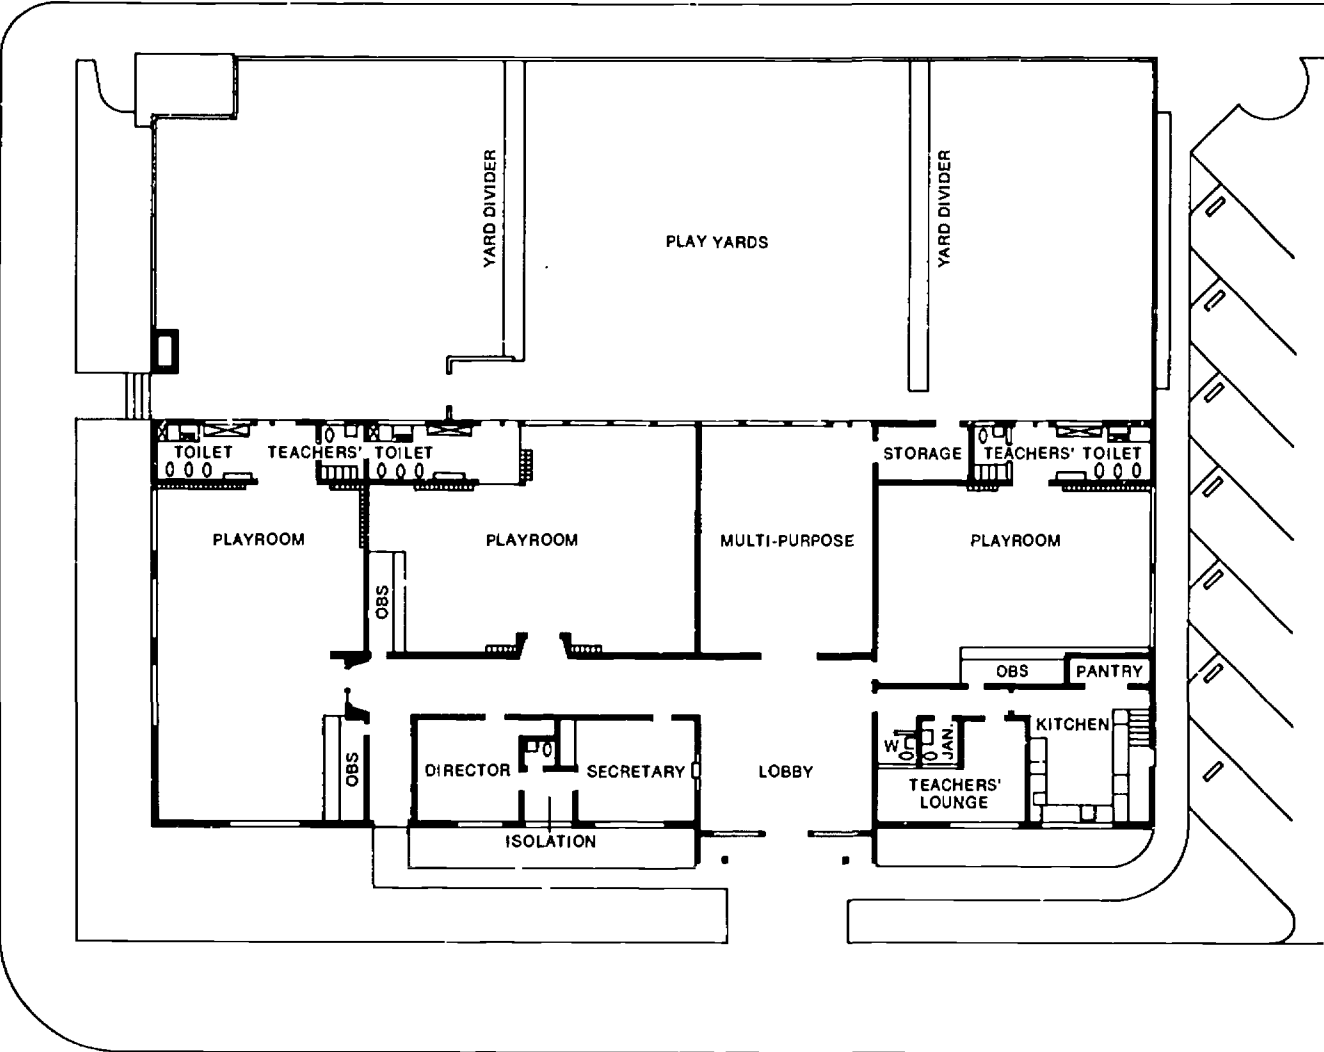 YARD DIVIDER
PLAY YARDS
YARD DIVIDER
TOILET
TEACHERS'
TOILET
STORAGE
TEACHERS' TOILET
PLAYROOM
PLAYROOM
MULTI-PURPOSE
PLAYROOM
OBS
OBS
PANTRY
KITCHEN
W
JAN.
OBS
DIRECTOR
SECRETARY
LOBBY
TEACHERS'
LOUNGE
ISOLATION